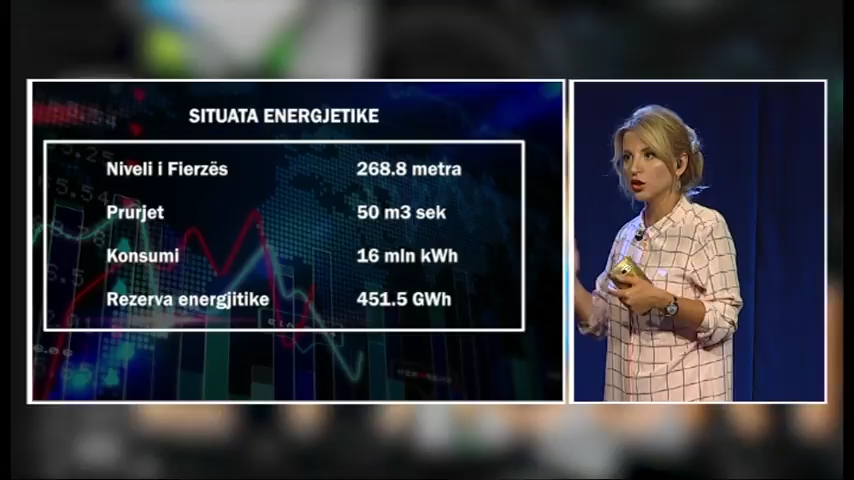 SITUATA ENERGJETIKE
Niveli i Fierzës 268.8 metra
Prurjet 50 m3 sek
Konsumi 16 mln kWh
Rezerva energjitike 451.5 GWh